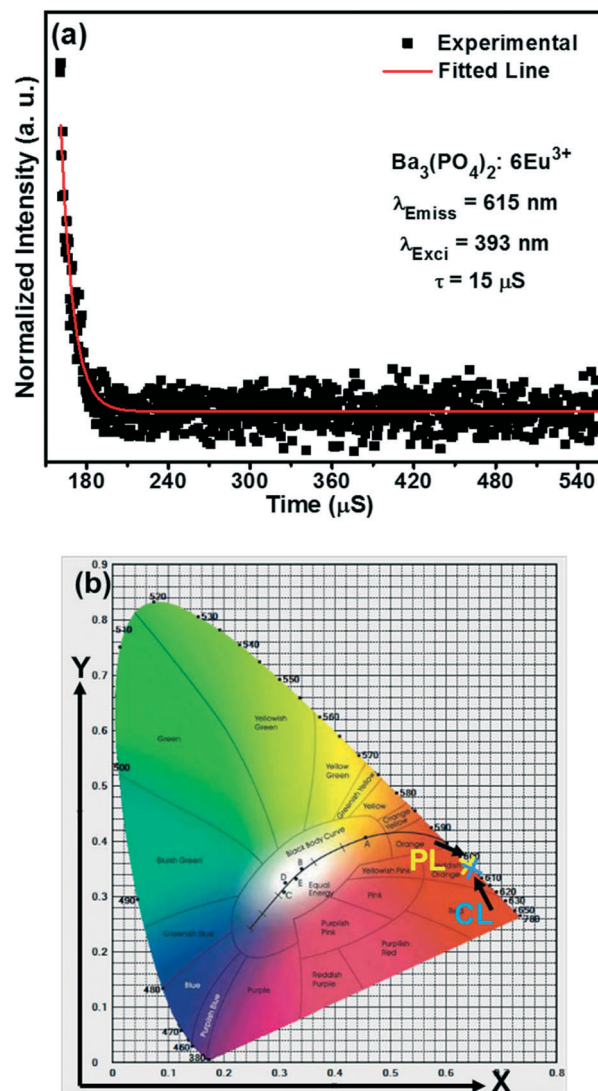 (a)
Experimental
Fitted Line
Ba₃(PO₄)₂: 6Eu³⁺
λEmiss = 615 nm
λExci = 393 nm
τ = 15 μS
Normalized Intensity (a. u.)
180 240 300 360 420 480 540
Time (μS)
(b)
0.9
0.8
0.7
0.6
0.5
0.4
0.3
0.2
0.1
0
Y
520
530
510
540
550
560
570
580
590
600
610
620
630
650
780
500
490
480
470
460
380
Green
Yellowish
Green
Yellow
Green
Greenish Yellow
Yellow
Orange
Yellow
Orange
Orange
Black Body Curve
A
B
D
E
C
Equal
Energy
Bluish Green
Greenish Blue
Blue
Purplish Blue
Purple
Yellowish Pink
Pink
Purplish
Pink
Purplish
Red
Reddish
Purple
PL
CL
0 0.1 0.2 0.3 0.4 0.5 0.6 0.7 0.8
X